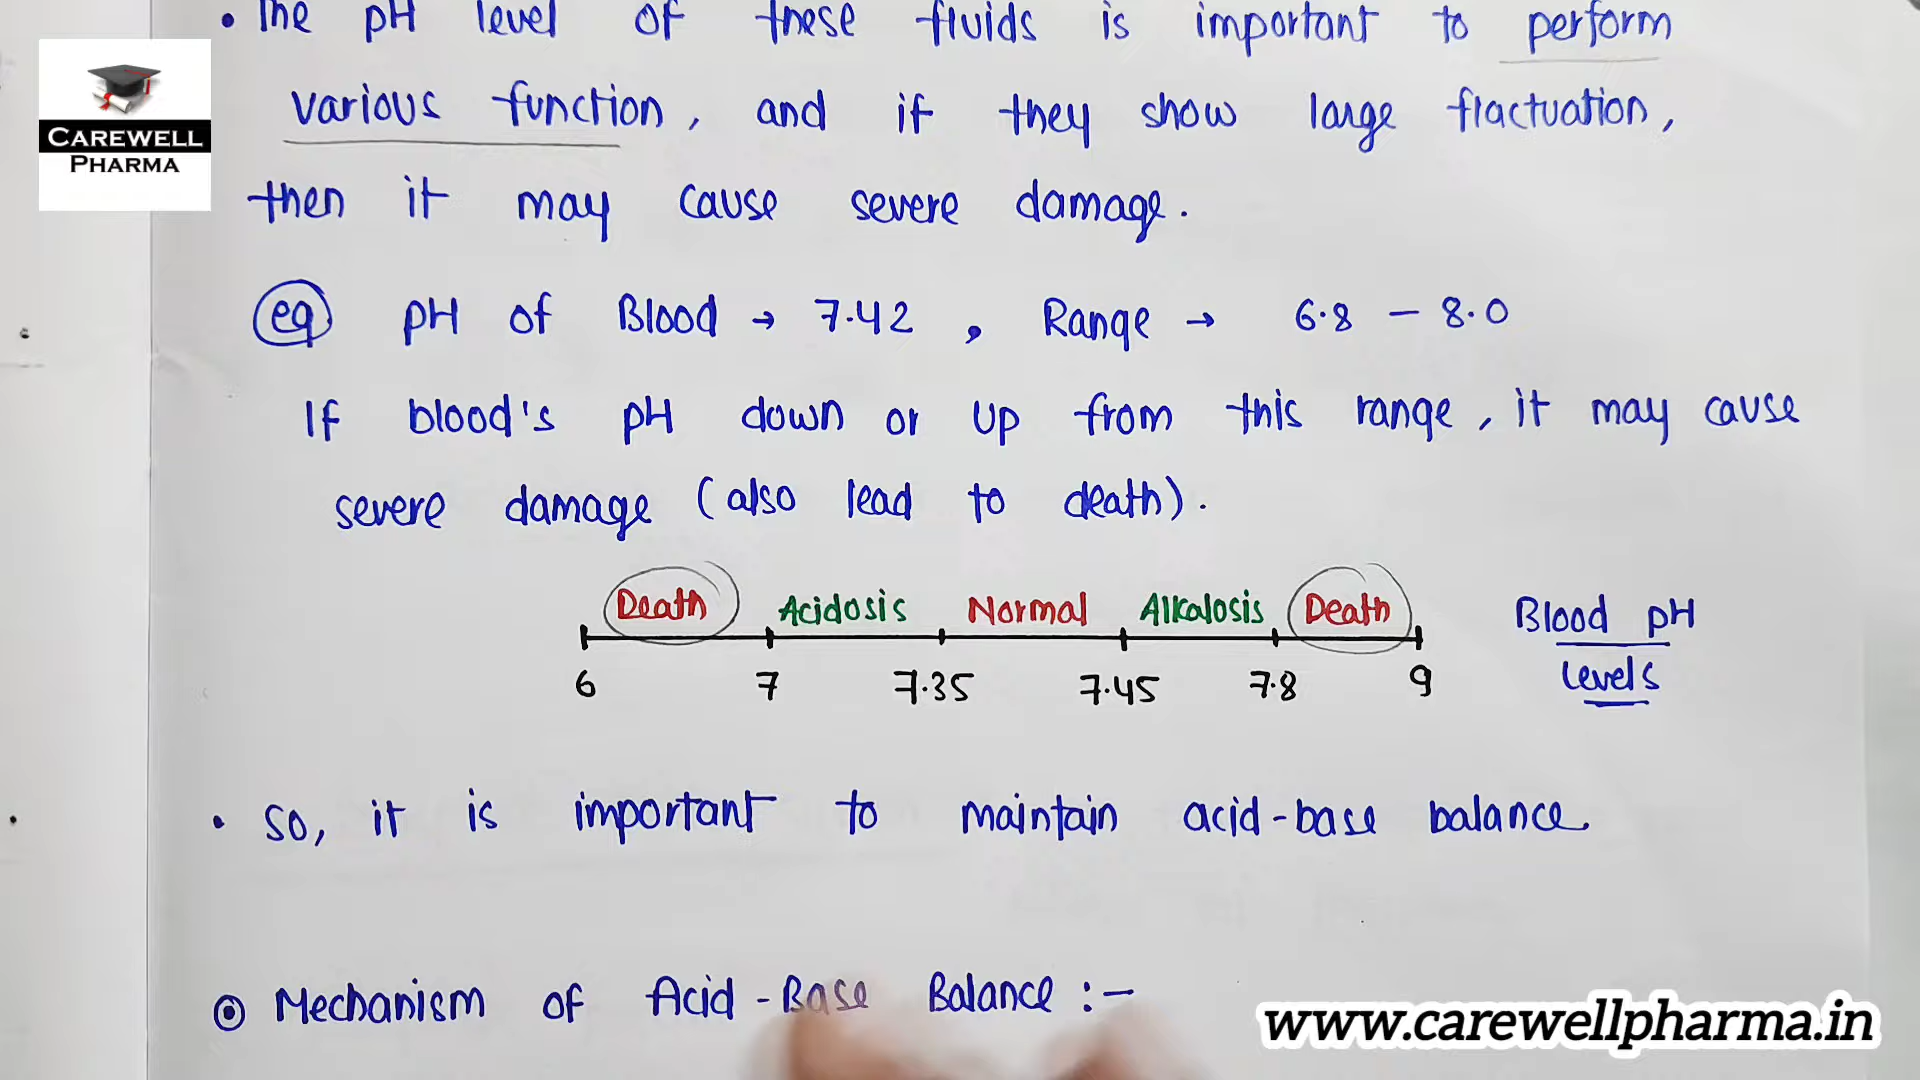 • The pH level of these fluids is important to perform
various function, and if they show large flactuation,
then it may cause severe damage.
CAREWELL
PHARMA
eg pH of Blood → 7.42, Range → 6.8 – 8.0
If blood's pH down or up from this range, it may cause
severe damage (also lead to death).
Death Acidosis Normal Alkalosis Death
6 7 7.35 7.45 7.8 9
Blood pH
levels
• So, it is important to maintain acid-base balance
Mechanism of Acid-Base Balance :-
www.carewellpharma.in